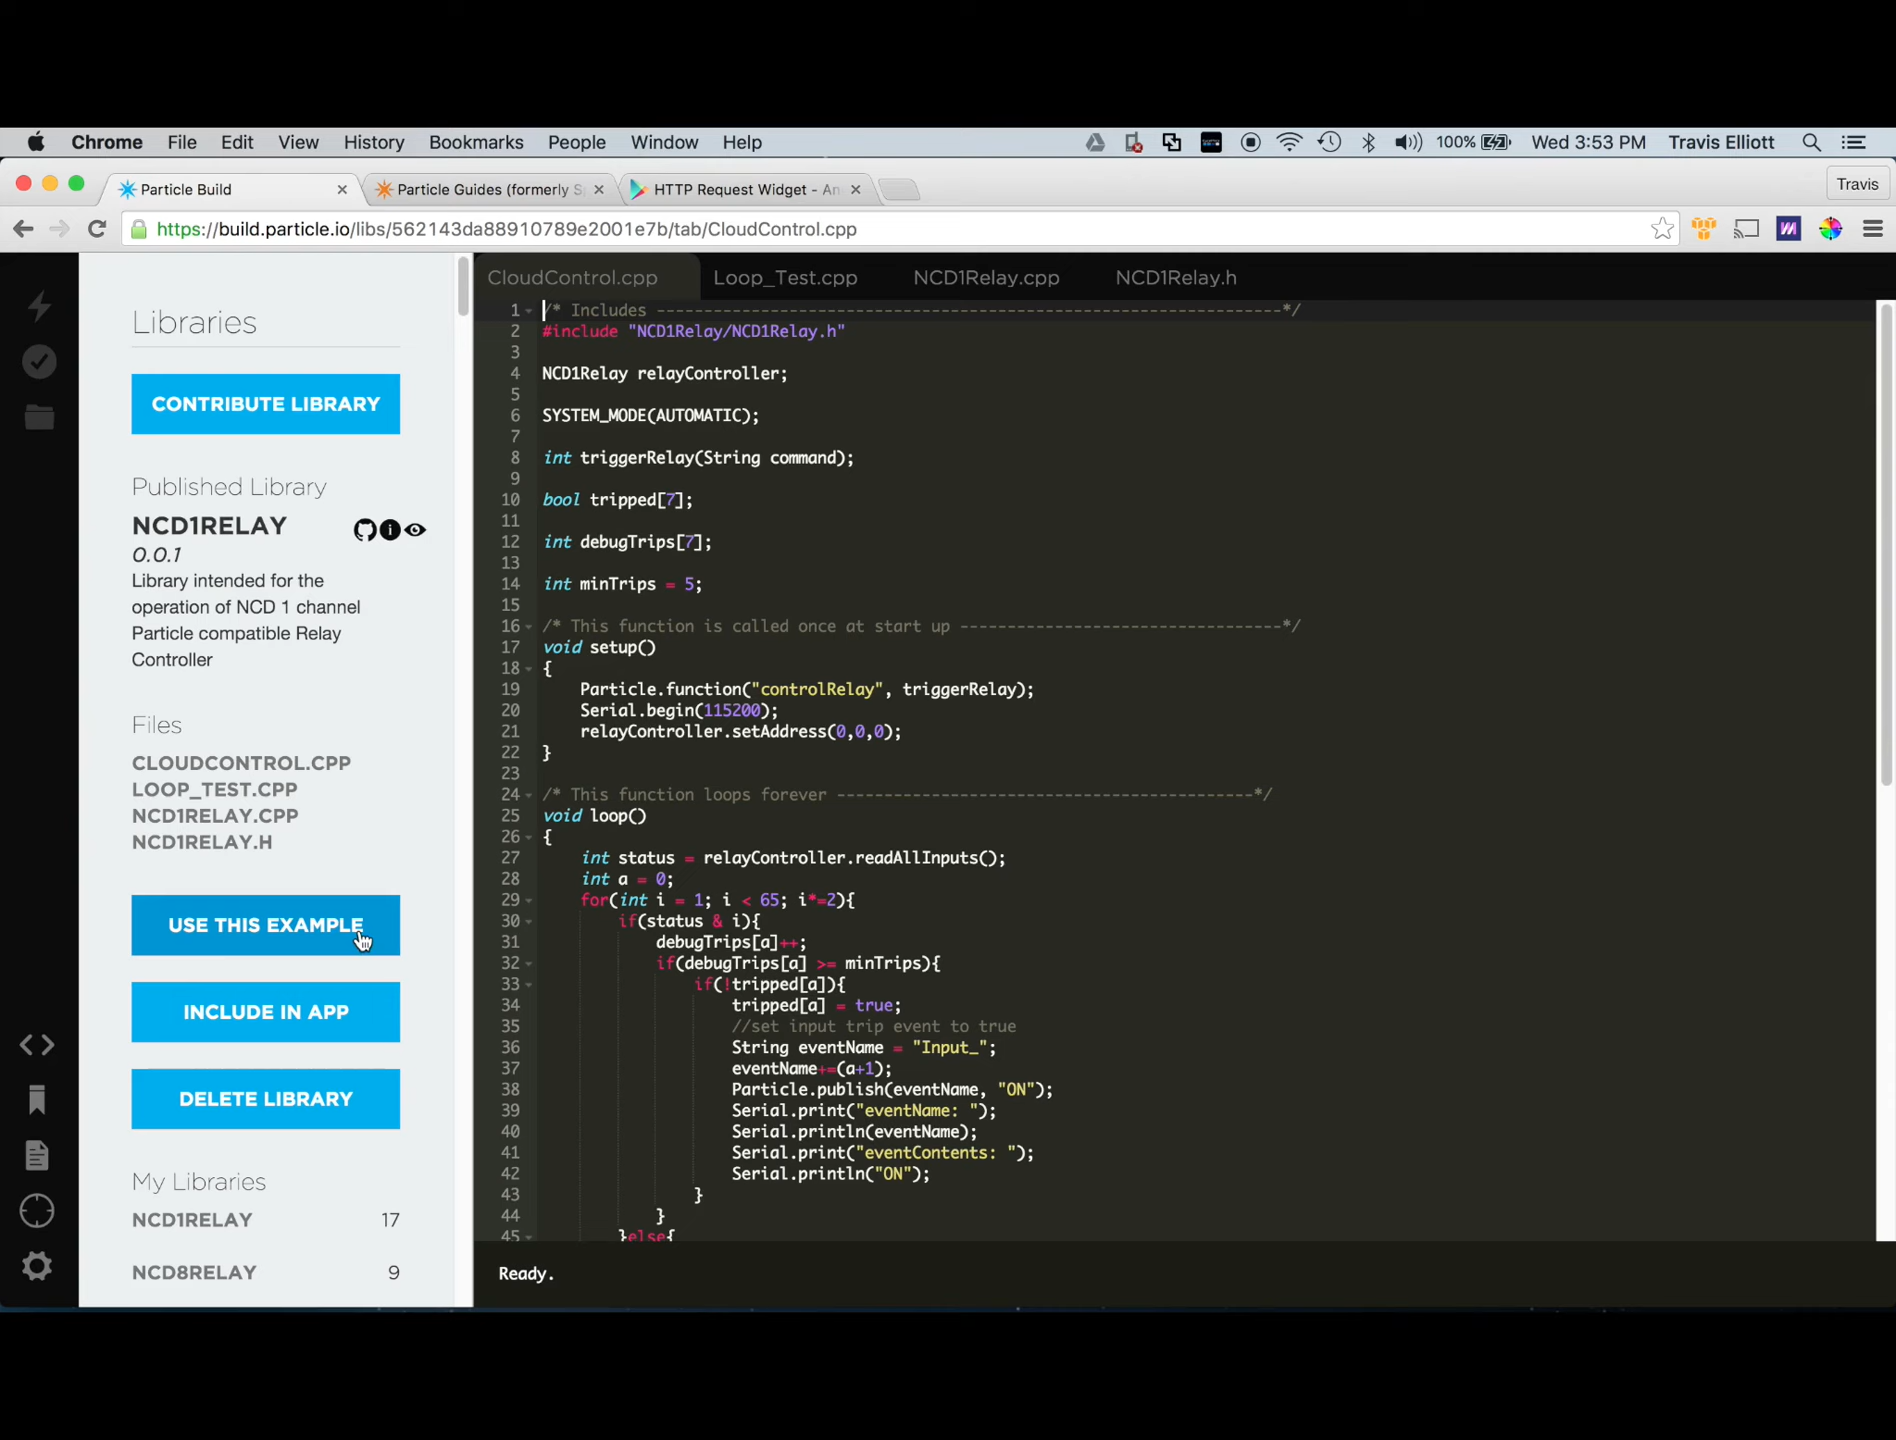 Chrome File Edit View History Bookmarks People Window Help 100% Wed 3:53 PM Travis Elliott
Particle Build Particle Guides (formerly S HTTP Request Widget - An Travis
https://build.particle.io/libs/562143da88910789e2001e7b/tab/CloudControl.cpp
Libraries
CONTRIBUTE LIBRARY
Published Library
NCD1RELAY
0.0.1
Library intended for the
operation of NCD 1 channel
Particle compatible Relay
Controller
Files
CLOUDCONTROL.CPP
LOOP_TEST.CPP
NCD1RELAY.CPP
NCD1RELAY.H
USE THIS EXAMPLE
INCLUDE IN APP
DELETE LIBRARY
My Libraries
NCD1RELAY 17
NCD8RELAY 9
CloudControl.cpp Loop_Test.cpp NCD1Relay.cpp NCD1Relay.h
1 /* Includes -------------------------------------------------------------------*/
2 #include "NCD1Relay/NCD1Relay.h"
3
4 NCD1Relay relayController;
5
6 SYSTEM_MODE(AUTOMATIC);
7
8 int triggerRelay(String command);
9
10 bool tripped[7];
11
12 int debugTrips[7];
13
14 int minTrips = 5;
15
16 /* This function is called once at start up ----------------------------------*/
17 void setup()
18 {
19 Particle.function("controlRelay", triggerRelay);
20 Serial.begin(115200);
21 relayController.setAddress(0,0,0);
22 }
23
24 /* This function loops forever --------------------------------------------*/
25 void loop()
26 {
27 int status = relayController.readAllInputs();
28 int a = 0;
29 for(int i = 1; i < 65; i*=2){
30 if(status & i){
31 debugTrips[a]++;
32 if(debugTrips[a] >= minTrips){
33 if(!tripped[a]){
34 tripped[a] = true;
35 //set input trip event to true
36 String eventName = "Input_";
37 eventName+=(a+1);
38 Particle.publish(eventName, "ON");
39 Serial.print("eventName: ");
40 Serial.println(eventName);
41 Serial.print("eventContents: ");
42 Serial.println("ON");
43 }
44 }
45 }else{
Ready.